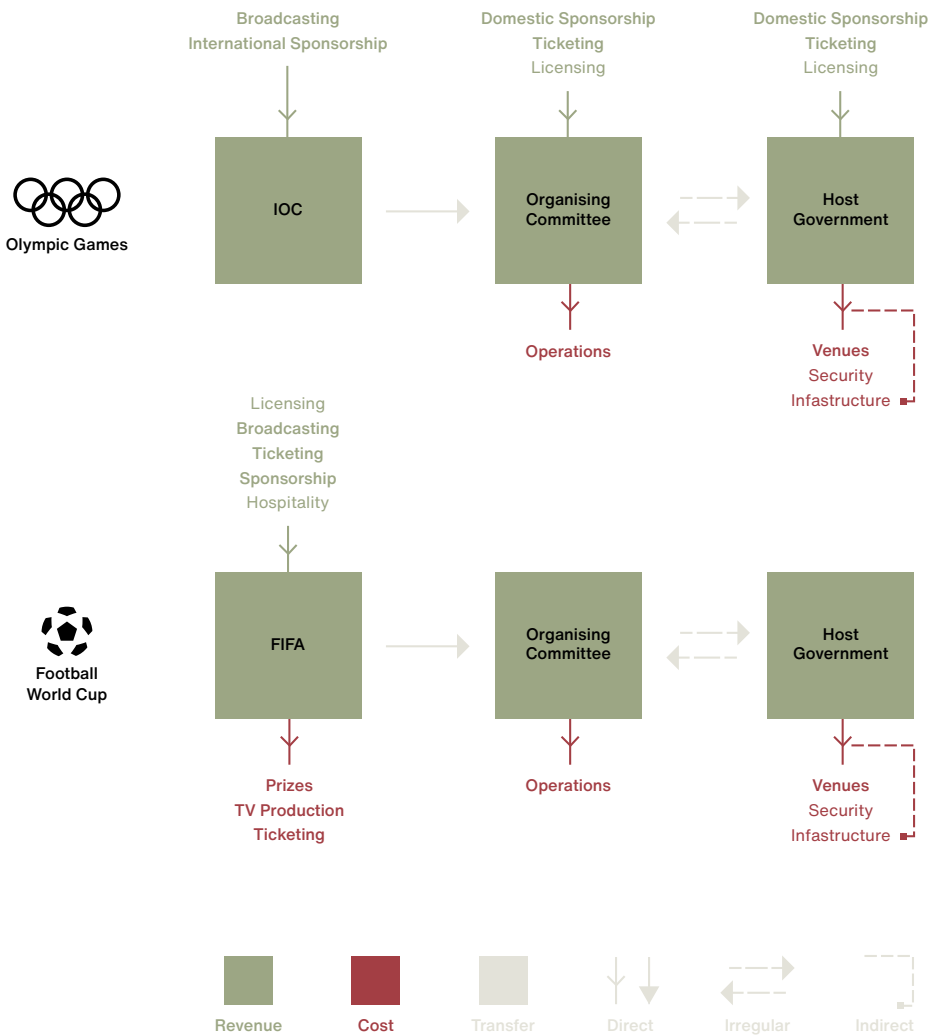 Broadcasting
International Sponsorship
Domestic Sponsorship
Ticketing
Licensing
Domestic Sponsorship
Ticketing
Licensing
Olympic Games
IOC
Organising
Committee
Host
Government
Operations
Venues
Security
Infastructure
Licensing
Broadcasting
Ticketing
Sponsorship
Hospitality
Football
World Cup
FIFA
Organising
Committee
Host
Government
Prizes
TV Production
Ticketing
Operations
Venues
Security
Infastructure
Revenue
Cost
Transfer
Direct
Irregular
Indirect